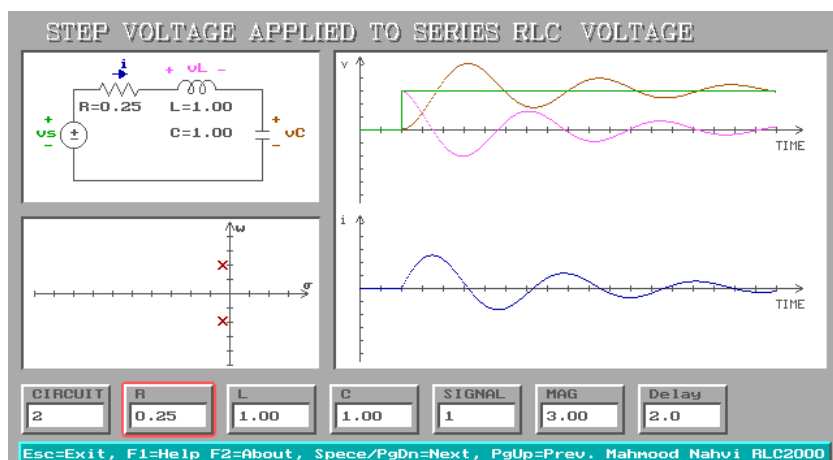 STEP VOLTAGE APPLIED TO SERIES RLC VOLTAGE
i
+ vL -
R=0.25 L=1.00
+
vs
-
±
C=1.00
+
vC
-
v
TIME
w
σ
i
TIME
CIRCUIT R L C SIGNAL MAG Delay
2 0.25 1.00 1.00 1 3.00 2.0
Esc=Exit, F1=Help F2=About, Spece/PgDn=Next, PgUp=Prev. Mahmood Nahvi RLC2000